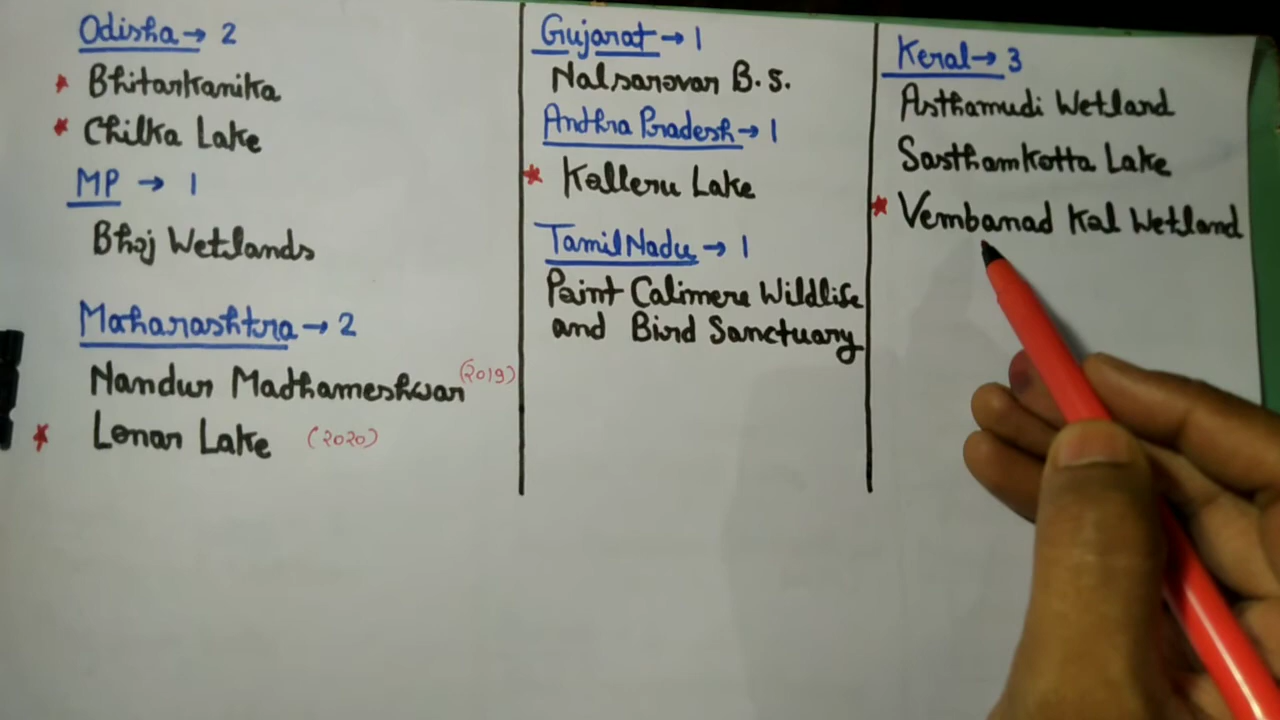 Odisha → 2
* Bhitarkanika
* Chilka Lake
MP → 1
Bhoj Wetlands
Maharashtra → 2
Nandur Madhameshwar (2019)
* Lonar Lake (2020)
Gujarat → 1
Nalsarovar B.S.
Andhra Pradesh → 1
* Kolleru Lake
Tamil Nadu → 1
Point Calimere Wildlife
and Bird Sanctuary
Keral → 3
Asthamudi Wetland
Sasthamkotta Lake
* Vembanad Kol Wetland